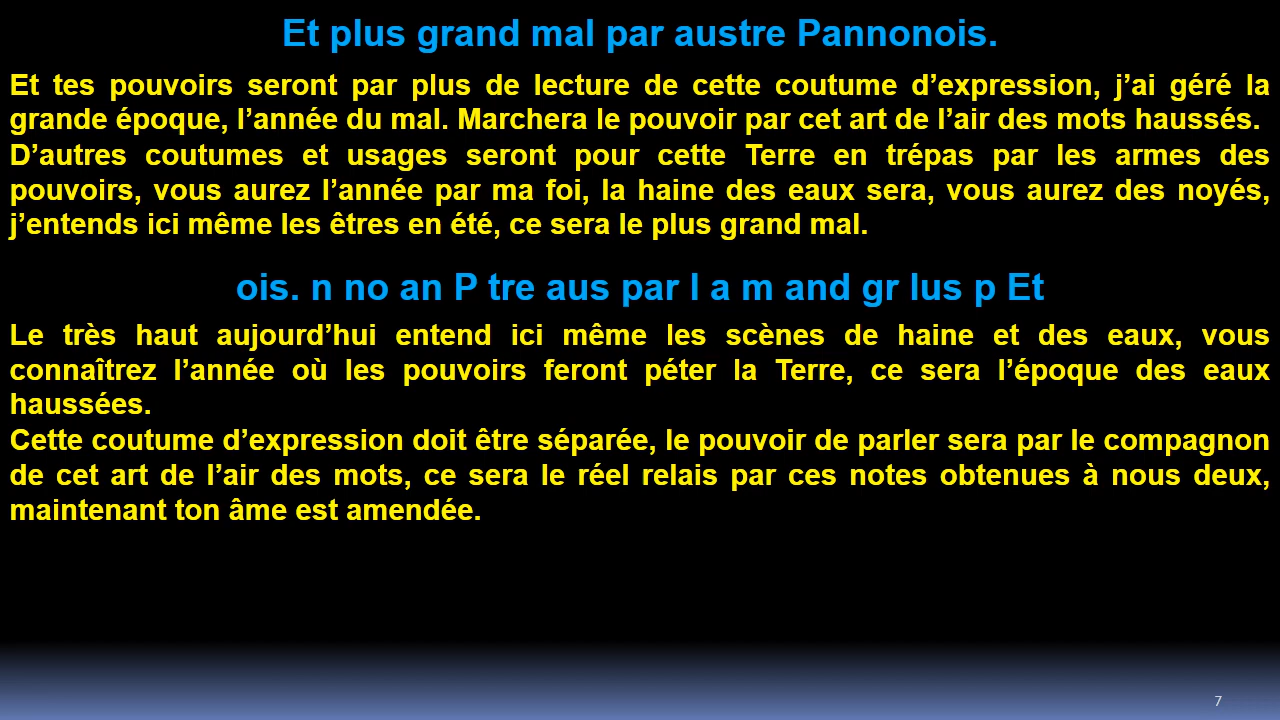 Et plus grand mal par austre Pannonois.
Et tes pouvoirs seront par plus de lecture de cette coutume d’expression, j’ai géré la
grande époque, l’année du mal. Marchera le pouvoir par cet art de l’air des mots haussés.
D’autres coutumes et usages seront pour cette Terre en trépas par les armes des
pouvoirs, vous aurez l’année par ma foi, la haine des eaux sera, vous aurez des noyés,
j’entends ici même les êtres en été, ce sera le plus grand mal.
ois. n no an P tre aus par l a m and gr lus p Et
Le très haut aujourd’hui entend ici même les scènes de haine et des eaux, vous
connaîtrez l’année où les pouvoirs feront péter la Terre, ce sera l’époque des eaux
haussées.
Cette coutume d’expression doit être séparée, le pouvoir de parler sera par le compagnon
de cet art de l’air des mots, ce sera le réel relais par ces notes obtenues à nous deux,
maintenant ton âme est amendée.
7